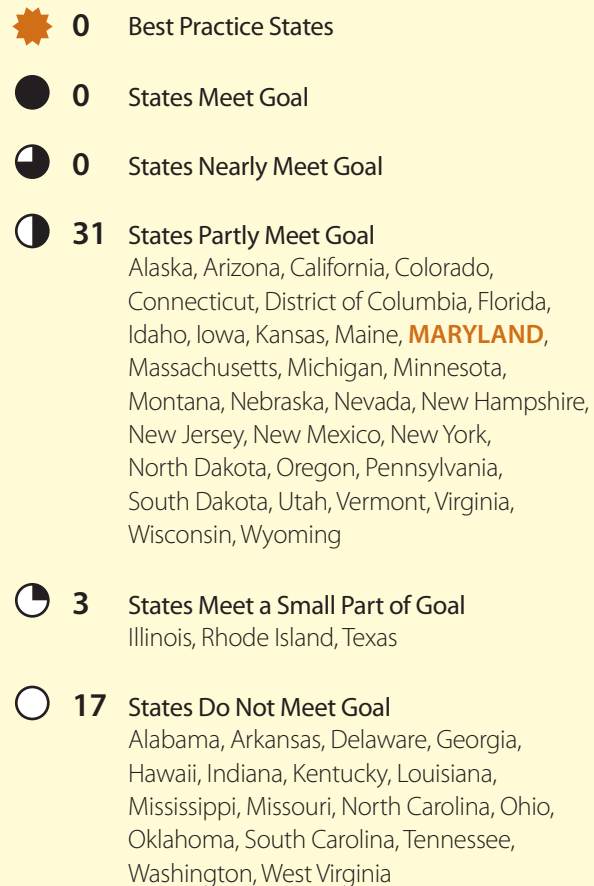 0 Best Practice States
0 States Meet Goal
0 States Nearly Meet Goal
31 States Partly Meet Goal
Alaska, Arizona, California, Colorado,
Connecticut, District of Columbia, Florida,
Idaho, Iowa, Kansas, Maine, MARYLAND,
Massachusetts, Michigan, Minnesota,
Montana, Nebraska, Nevada, New Hampshire,
New Jersey, New Mexico, New York,
North Dakota, Oregon, Pennsylvania,
South Dakota, Utah, Vermont, Virginia,
Wisconsin, Wyoming
3 States Meet a Small Part of Goal
Illinois, Rhode Island, Texas
17 States Do Not Meet Goal
Alabama, Arkansas, Delaware, Georgia,
Hawaii, Indiana, Kentucky, Louisiana,
Mississippi, Missouri, North Carolina, Ohio,
Oklahoma, South Carolina, Tennessee,
Washington, West Virginia